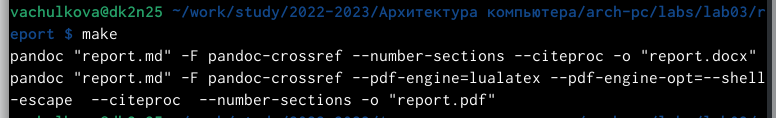 vachulkova@dk2n25 ~/work/study/2022-2023/Архитектура компьютера/arch-pc/labs/lab03/r
eport $ make
pandoc "report.md" -F pandoc-crossref --number-sections --citeproc -o "report.docx"
pandoc "report.md" -F pandoc-crossref --pdf-engine=lualatex --pdf-engine-opt=--shell
-escape  --citeproc  --number-sections -o "report.pdf"